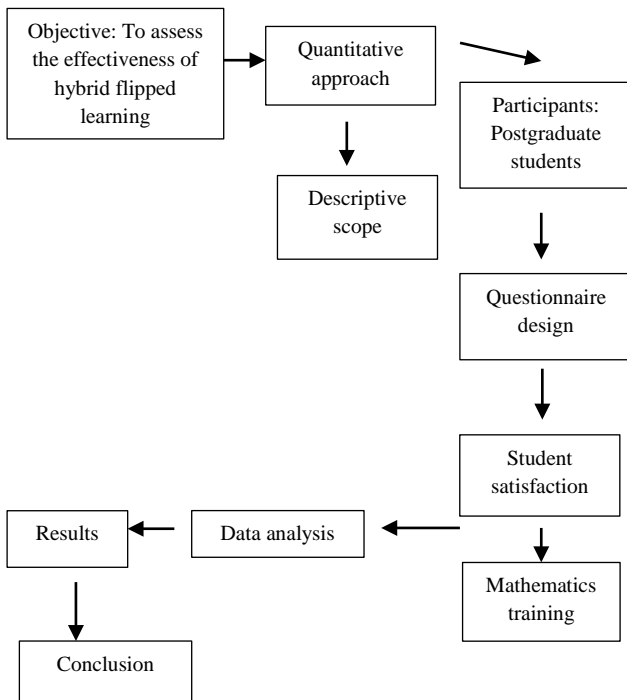 Objective: To assess
the effectiveness of
hybrid flipped
learning
Quantitative
approach
Participants:
Postgraduate
students
Descriptive
scope
Questionnaire
design
Student
satisfaction
Results
Data analysis
Mathematics
training
Conclusion